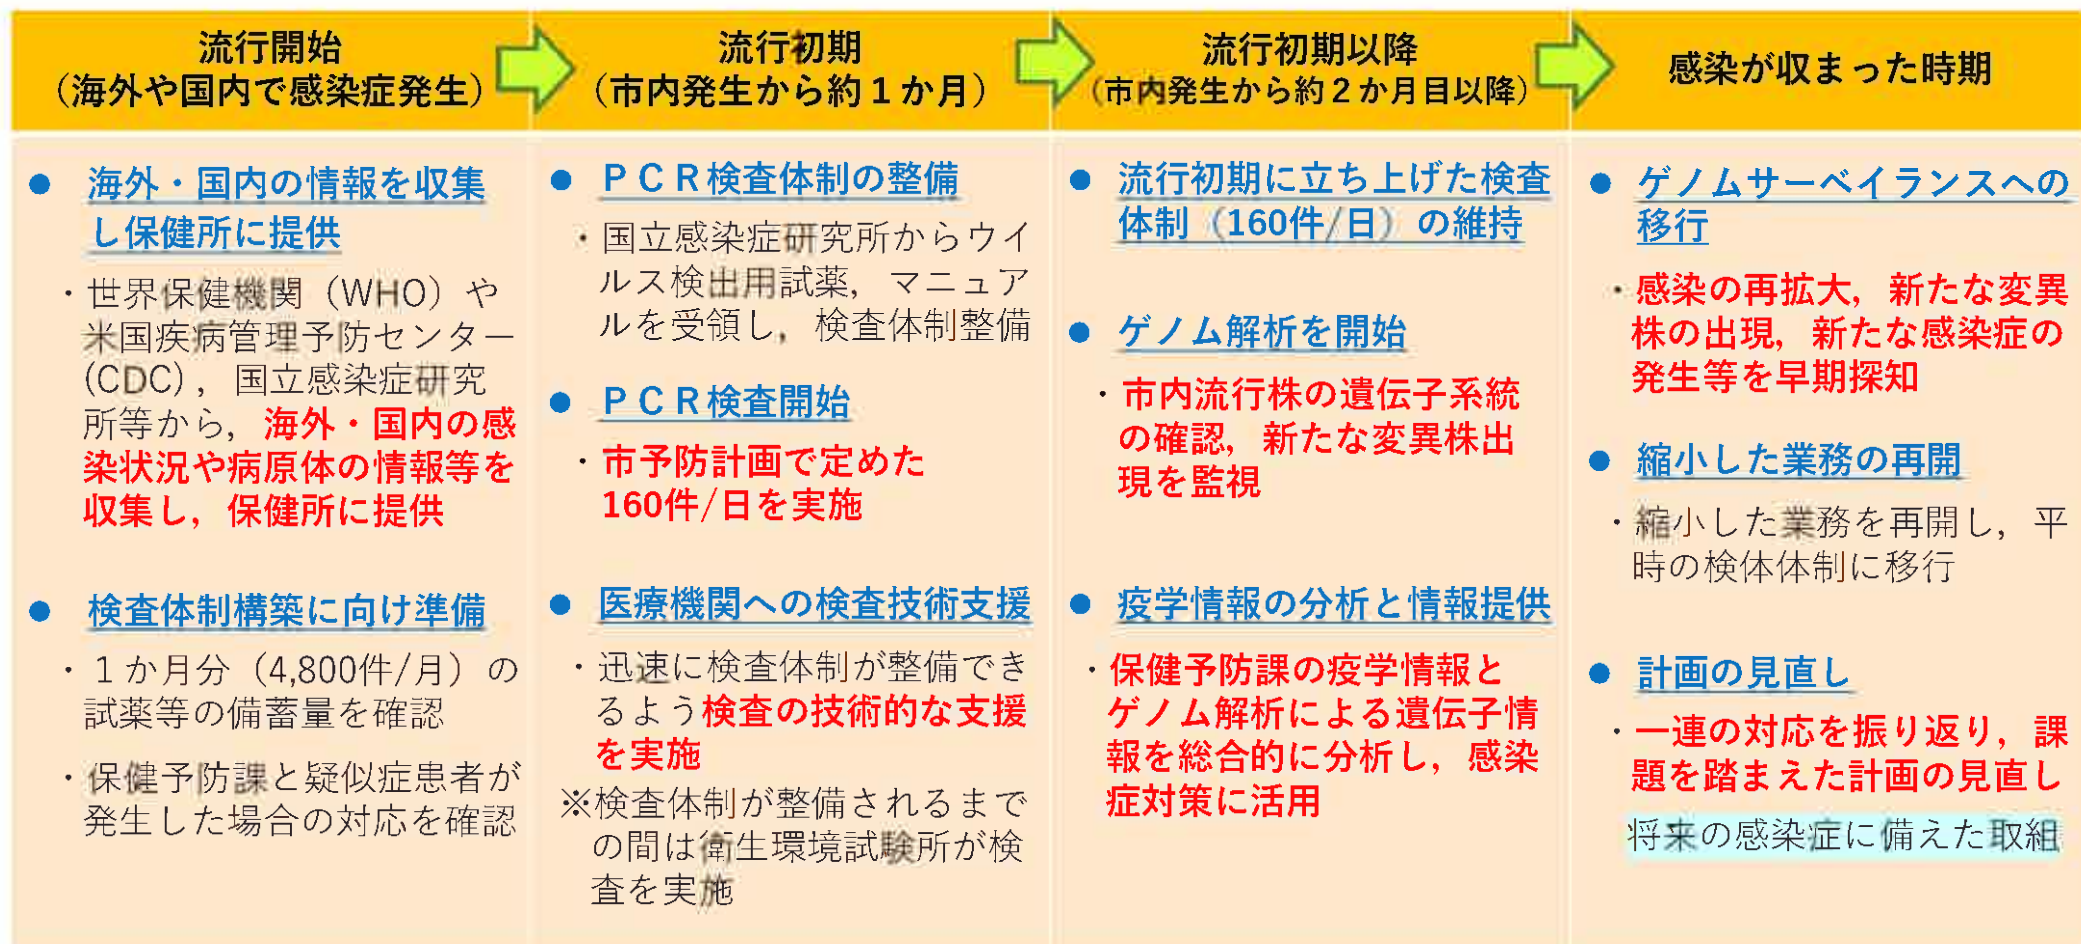 流行開始
（海外や国内で感染症発生）
流行初期
（市内発生から約１か月）
流行初期以降
（市内発生から約２か月目以降）
感染が収まった時期
● 海外・国内の情報を収集
し保健所に提供
・世界保健機関（WHO）や
米国疾病管理予防センター
(CDC)，国立感染症研究
所等から，海外・国内の感
染状況や病原体の情報等を
収集し，保健所に提供
● 検査体制構築に向け準備
・１か月分（4,800件/月）の
試薬等の備蓄量を確認
・保健予防課と疑似症患者が
発生した場合の対応を確認
● ＰＣＲ検査体制の整備
・国立感染症研究所からウイ
ルス検出用試薬，マニュア
ルを受領し，検査体制整備
● ＰＣＲ検査開始
・市予防計画で定めた
160件/日を実施
● 医療機関への検査技術支援
・迅速に検査体制が整備でき
るよう検査の技術的な支援
を実施
※検査体制が整備されるまで
の間は衛生環境試験所が検
査を実施
● 流行初期に立ち上げた検査
体制（160件/日）の維持
● ゲノム解析を開始
・市内流行株の遺伝子系統
の確認，新たな変異株出
現を監視
● 疫学情報の分析と情報提供
・保健予防課の疫学情報と
ゲノム解析による遺伝子情
報を総合的に分析し，感染
症対策に活用
● ゲノムサーベイランスへの
移行
・感染の再拡大，新たな変異
株の出現，新たな感染症の
発生等を早期探知
● 縮小した業務の再開
・縮小した業務を再開し，平
時の検体体制に移行
● 計画の見直し
・一連の対応を振り返り，課
題を踏まえた計画の見直し
将来の感染症に備えた取組